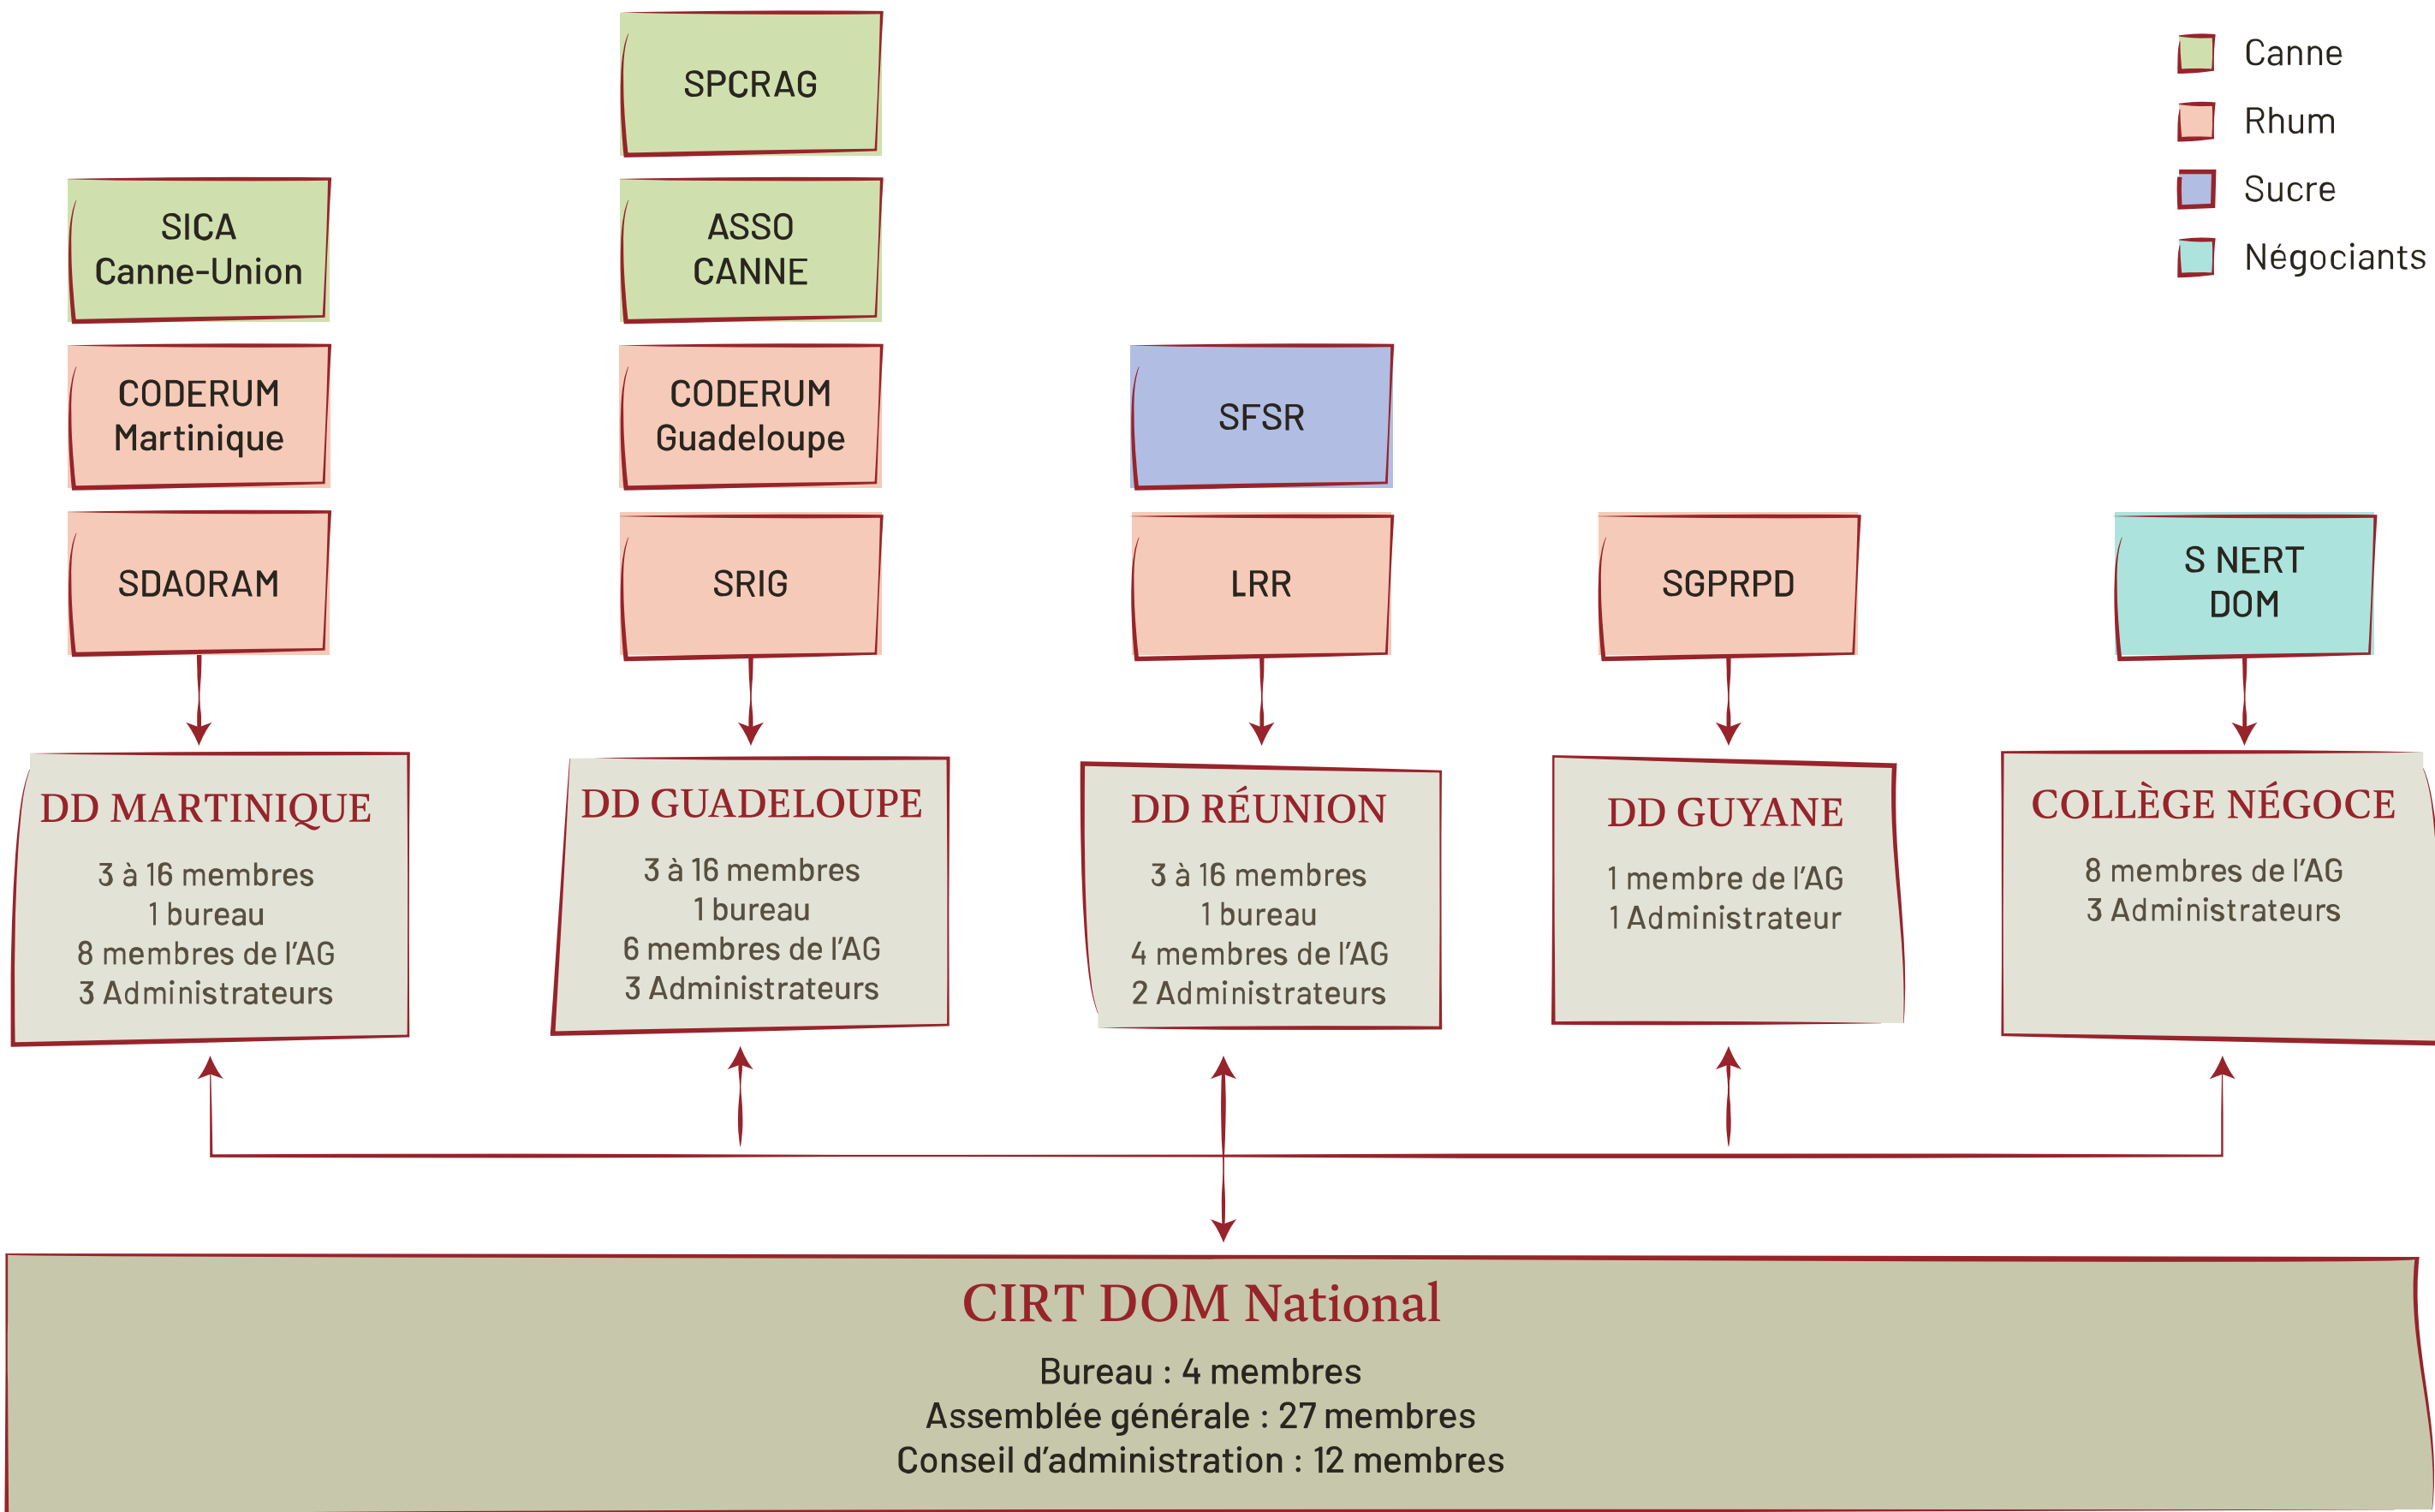 SPCRAG
Canne
Rhum
Sucre
Négociants
SICA
Canne-Union
ASSO
CANNE
CODERUM
Martinique
CODERUM
Guadeloupe
SFSR
SDAORAM
SRIG
LRR
SGPRPD
S NERT
DOM
DD MARTINIQUE
3 à 16 membres
1 bureau
8 membres de l'AG
3 Administrateurs
DD GUADELOUPE
3 à 16 membres
1 bureau
6 membres de l'AG
3 Administrateurs
DD RÉUNION
3 à 16 membres
1 bureau
4 membres de l'AG
2 Administrateurs
DD GUYANE
1 membre de l'AG
1 Administrateur
COLLÈGE NÉGOCE
8 membres de l'AG
3 Administrateurs
CIRT DOM National
Bureau : 4 membres
Assemblée générale : 27 membres
Conseil d'administration : 12 membres